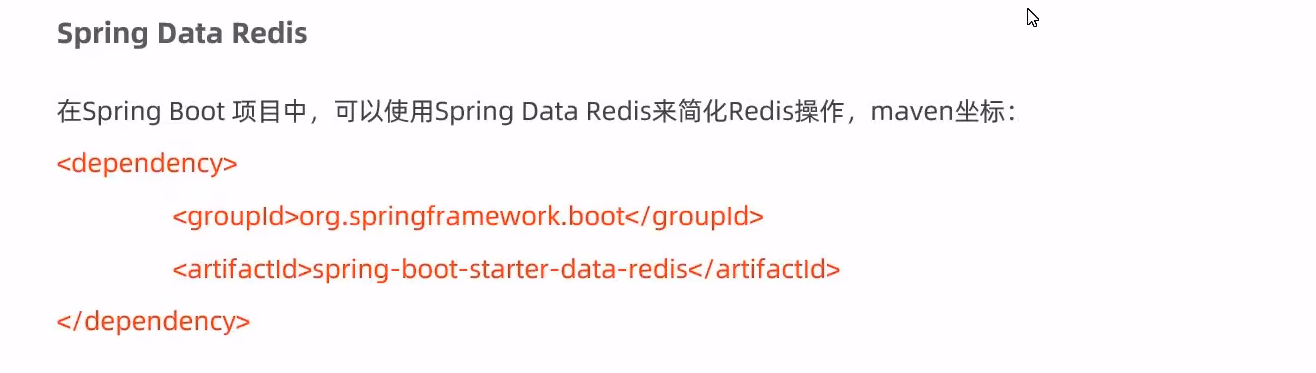 Spring Data Redis
在Spring Boot 项目中，可以使用Spring Data Redis来简化Redis操作，maven坐标：
<dependency>
<groupId>org.springframework.boot</groupId>
<artifactId>spring-boot-starter-data-redis</artifactId>
</dependency>